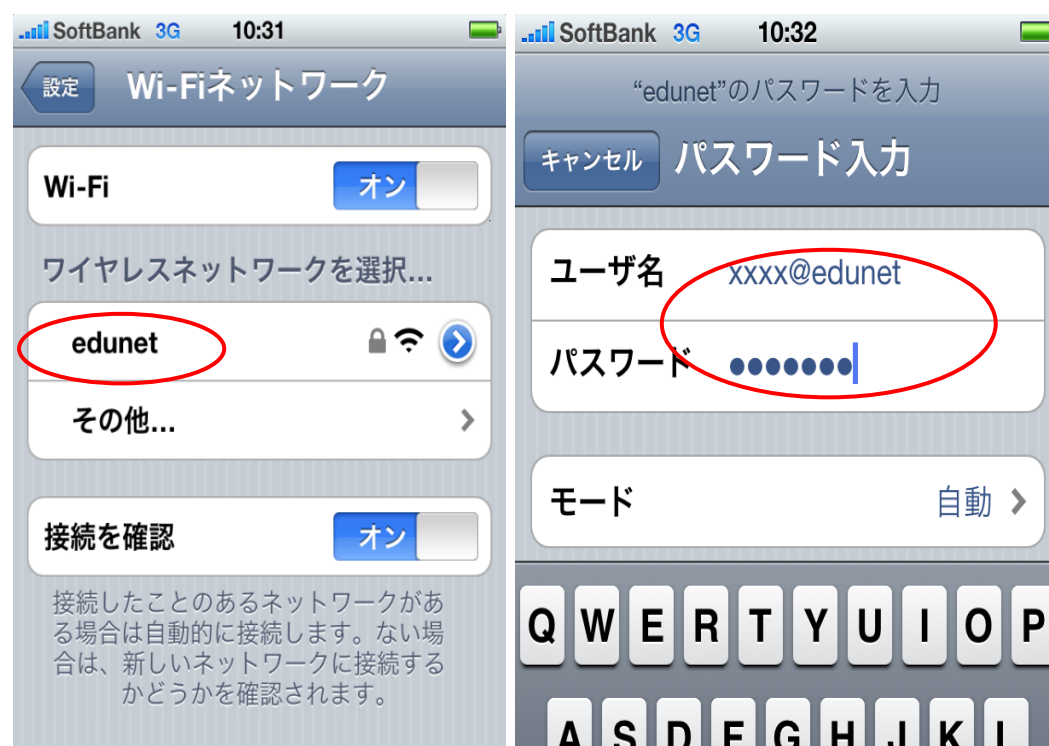 SoftBank 3G 10:31
設定 Wi-Fiネットワーク
Wi-Fi オン
ワイヤレスネットワークを選択...
edunet
その他...
接続を確認 オン
接続したことのあるネットワークがあ
る場合は自動的に接続します。ない場
合は、新しいネットワークに接続する
かどうかを確認されます。
SoftBank 3G 10:32
“edunet”のパスワードを入力
キャンセル パスワード入力
ユーザ名 xxxx@edunet
パスワード ●●●●●●●
モード 自動
Q W E R T Y U I O P
A S D F G H J K L